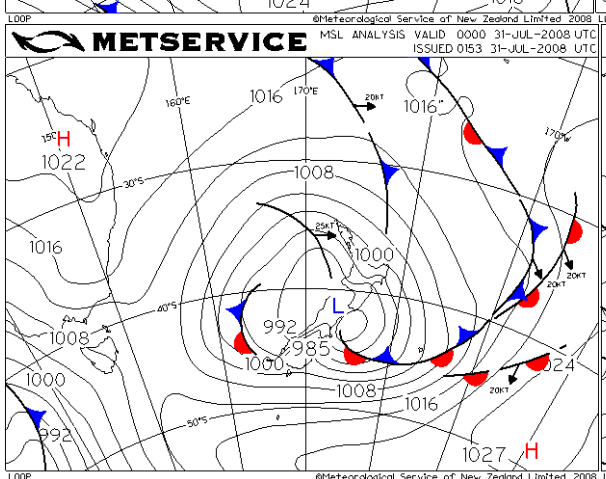 1024
LOOP
©Meteorological Service of New Zealand Limited 2008
METSERVICE
MSL ANALYSIS VALID 0000 31-JUL-2008 UTC
ISSUED 0153 31-JUL-2008 UTC
1016
170°E
20KT
1016
160°E
H
1022
170°W
1008
30°S
25KT
1016
1000
20KT
20KT
40°S
L
992
985
1008
1000
1000
024
1008
20KT
1016
50°S
992
1027 H
LOOP
©Meteorological Service of New Zealand Limited 2008